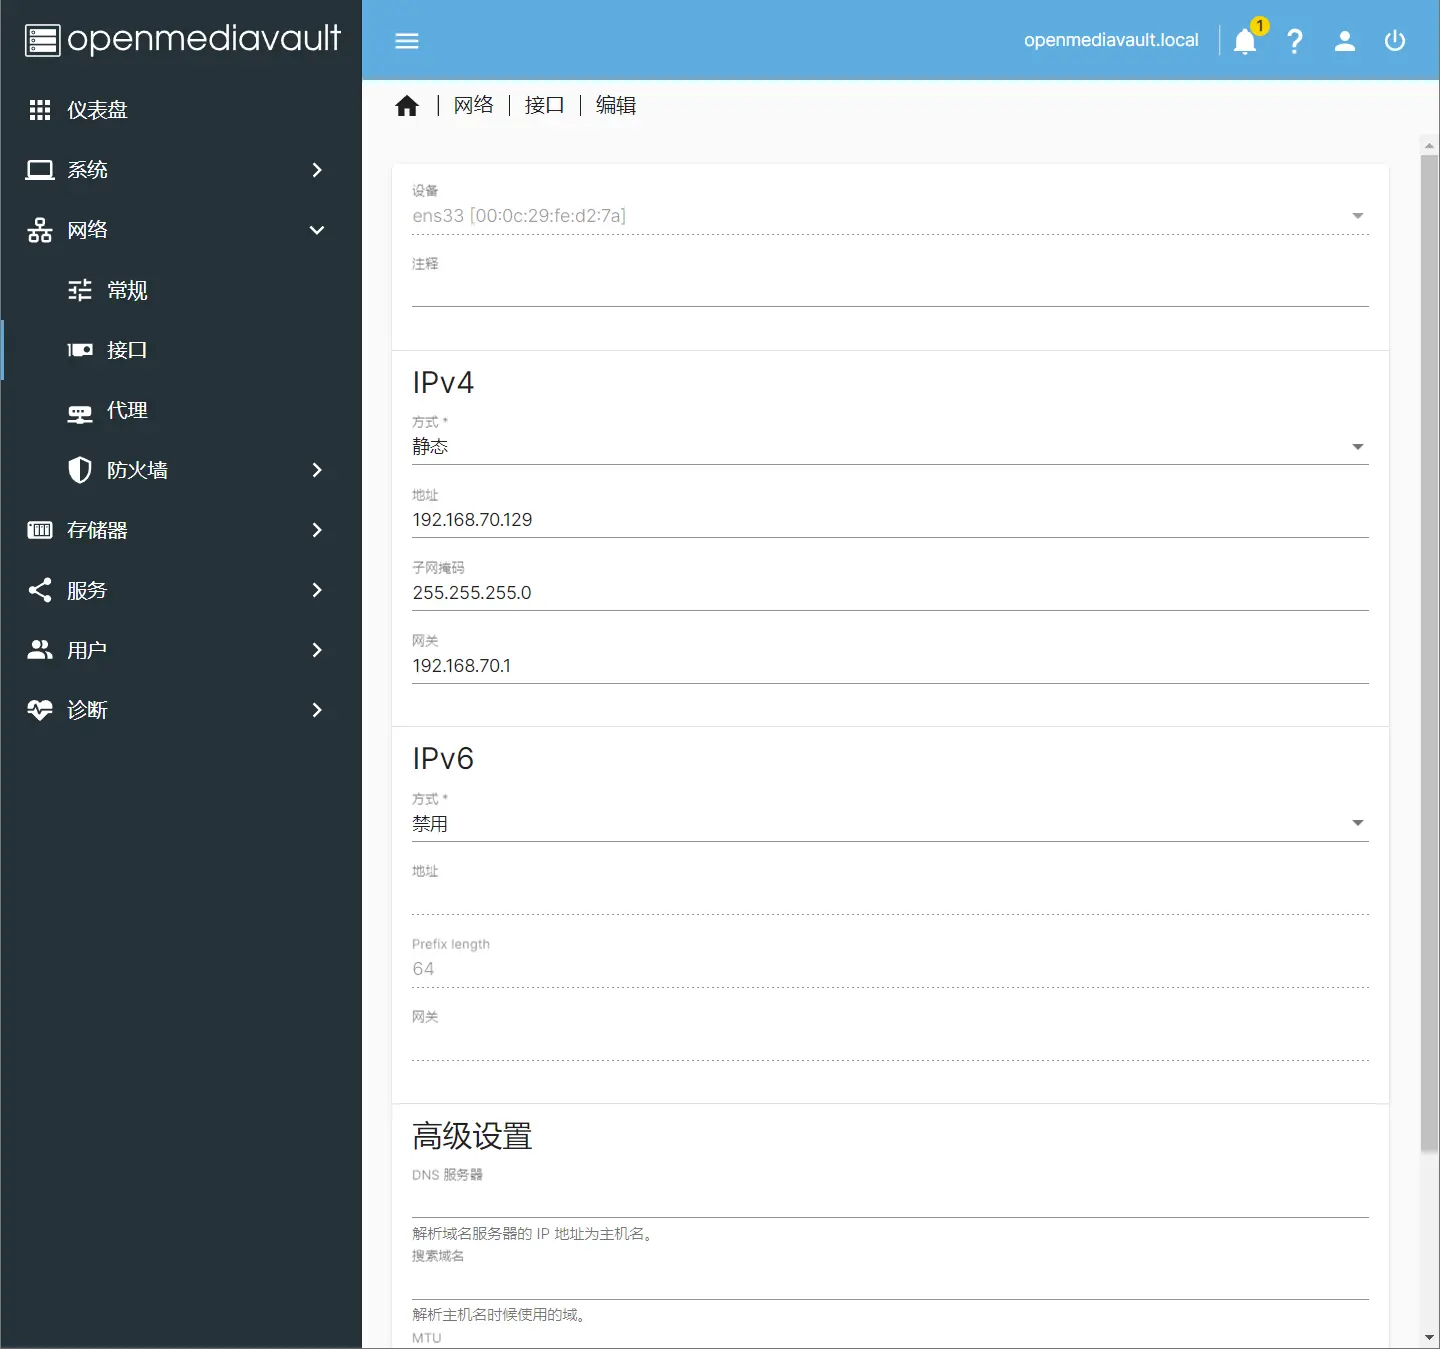 openmediavault
openmediavault.local
1
仪表盘
系统
网络
常规
接口
代理
防火墙
存储器
服务
用户
诊断
网络 | 接口 | 编辑
设备
ens33 [00:0c:29:fe:d2:7a]
注释
IPv4
方式 *
静态
地址
192.168.70.129
子网掩码
255.255.255.0
网关
192.168.70.1
IPv6
方式 *
禁用
地址
Prefix length
64
网关
高级设置
DNS 服务器
解析域名服务器的 IP 地址为主机名。
搜索域名
解析主机名时候使用的域。
MTU